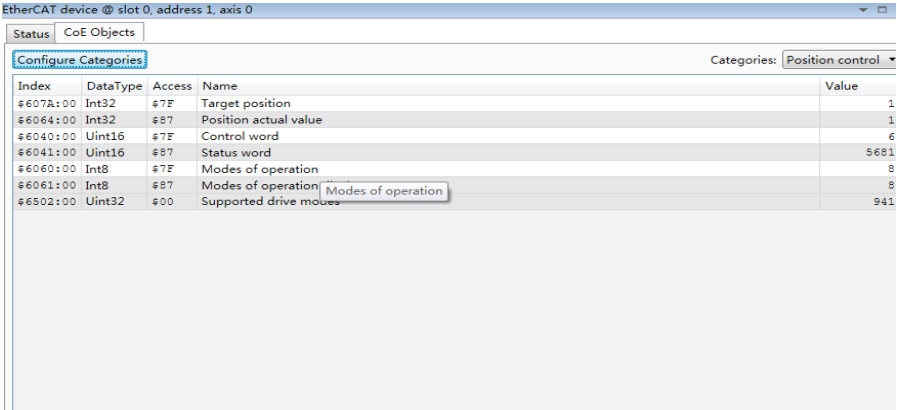 EtherCAT device @ slot 0, address 1, axis 0
Status CoE Objects
Configure Categories Categories: Position control
Index DataType Access Name Value
$607A:00 Int32 $7F Target position 1
$6064:00 Int32 $87 Position actual value 1
$6040:00 Uint16 $7F Control word 6
$6041:00 Uint16 $87 Status word 5681
$6060:00 Int8 $7F Modes of operation 8
$6061:00 Int8 $87 Modes of operation 8
Modes of operation
$6502:00 Uint32 $00 Supported drive modes 941